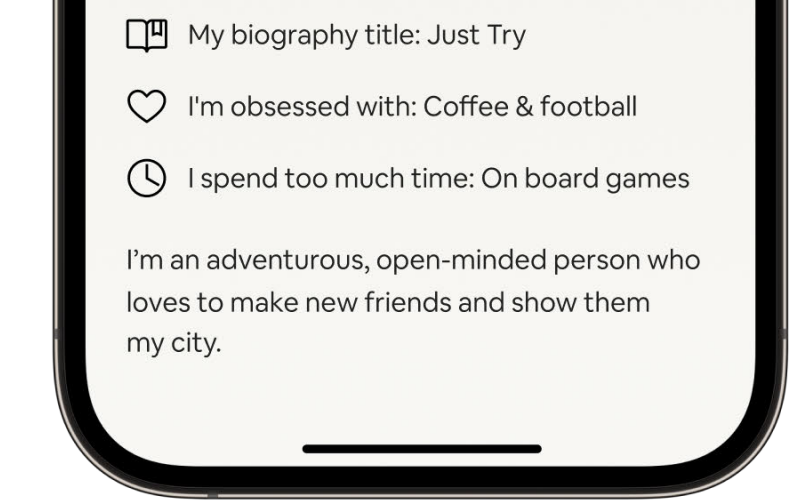 My biography title: Just Try
I'm obsessed with: Coffee & football
I spend too much time: On board games
I’m an adventurous, open-minded person who
loves to make new friends and show them
my city.